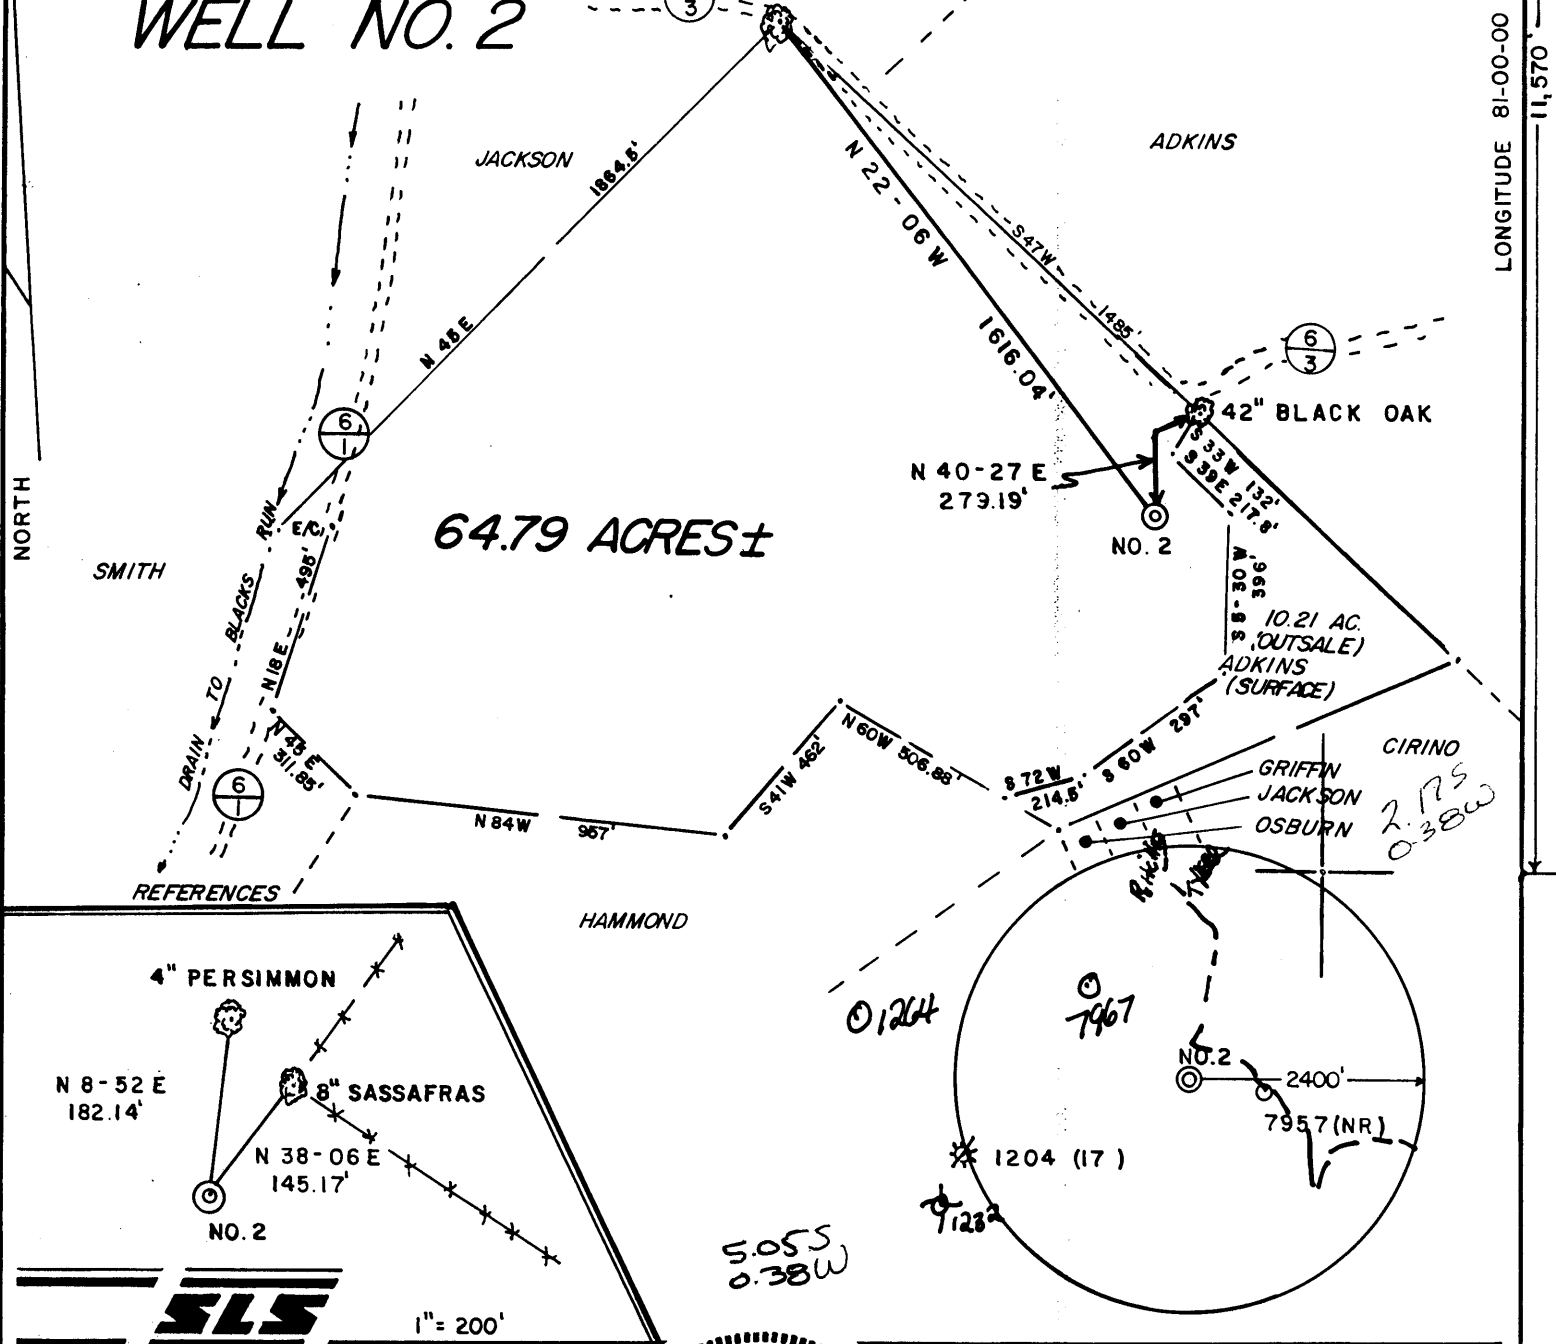 WELL NO. 2
3
LONGITUDE 81-00-00
11,570'
JACKSON
1864.5'
N 45 E
ADKINS
N 22-06 W
1616.04'
S 47 W
1485'
6
3
42" BLACK OAK
N 40-27 E
279.19'
S 33 W 132'
S 39 E 217.8'
NO. 2
S 5-30 W
396'
6
1
NORTH
64.79 ACRES±
SMITH
E/C
495'
N 18 E
DRAIN TO BLACKS RUN
10.21 AC.
(OUTSALE)
ADKINS
(SURFACE)
N 45 E
311.85'
6
1
N 84 W 957'
S 41 W 462'
N 60 W 506.88'
S 72 W
214.5'
S 60 W 297'
CIRINO
GRIFFIN
JACKSON
OSBURN
2.17S
0.38W
REFERENCES
HAMMOND
4" PERSIMMON
N 8-52 E
182.14'
8" SASSAFRAS
N 38-06 E
145.17'
NO. 2
1264
7967
NO. 2
2400'
7957 (NR)
1204 (17)
1232
5.05S
0.38W
SLS
1" = 200'